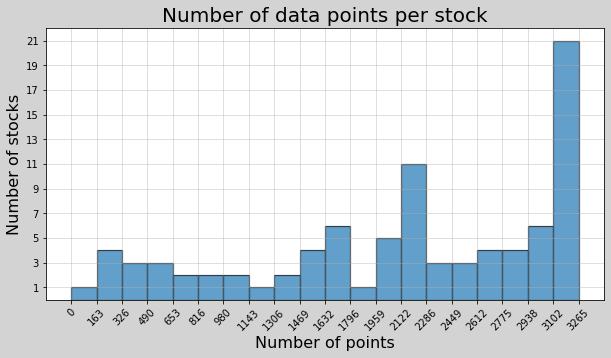 Number of data points per stock
Number of stocks
21
19
17
15
13
11
9
7
5
3
1
0 163 326 490 653 816 980 1143 1306 1469 1632 1796 1959 2122 2286 2449 2612 2775 2938 3102 3265
Number of points